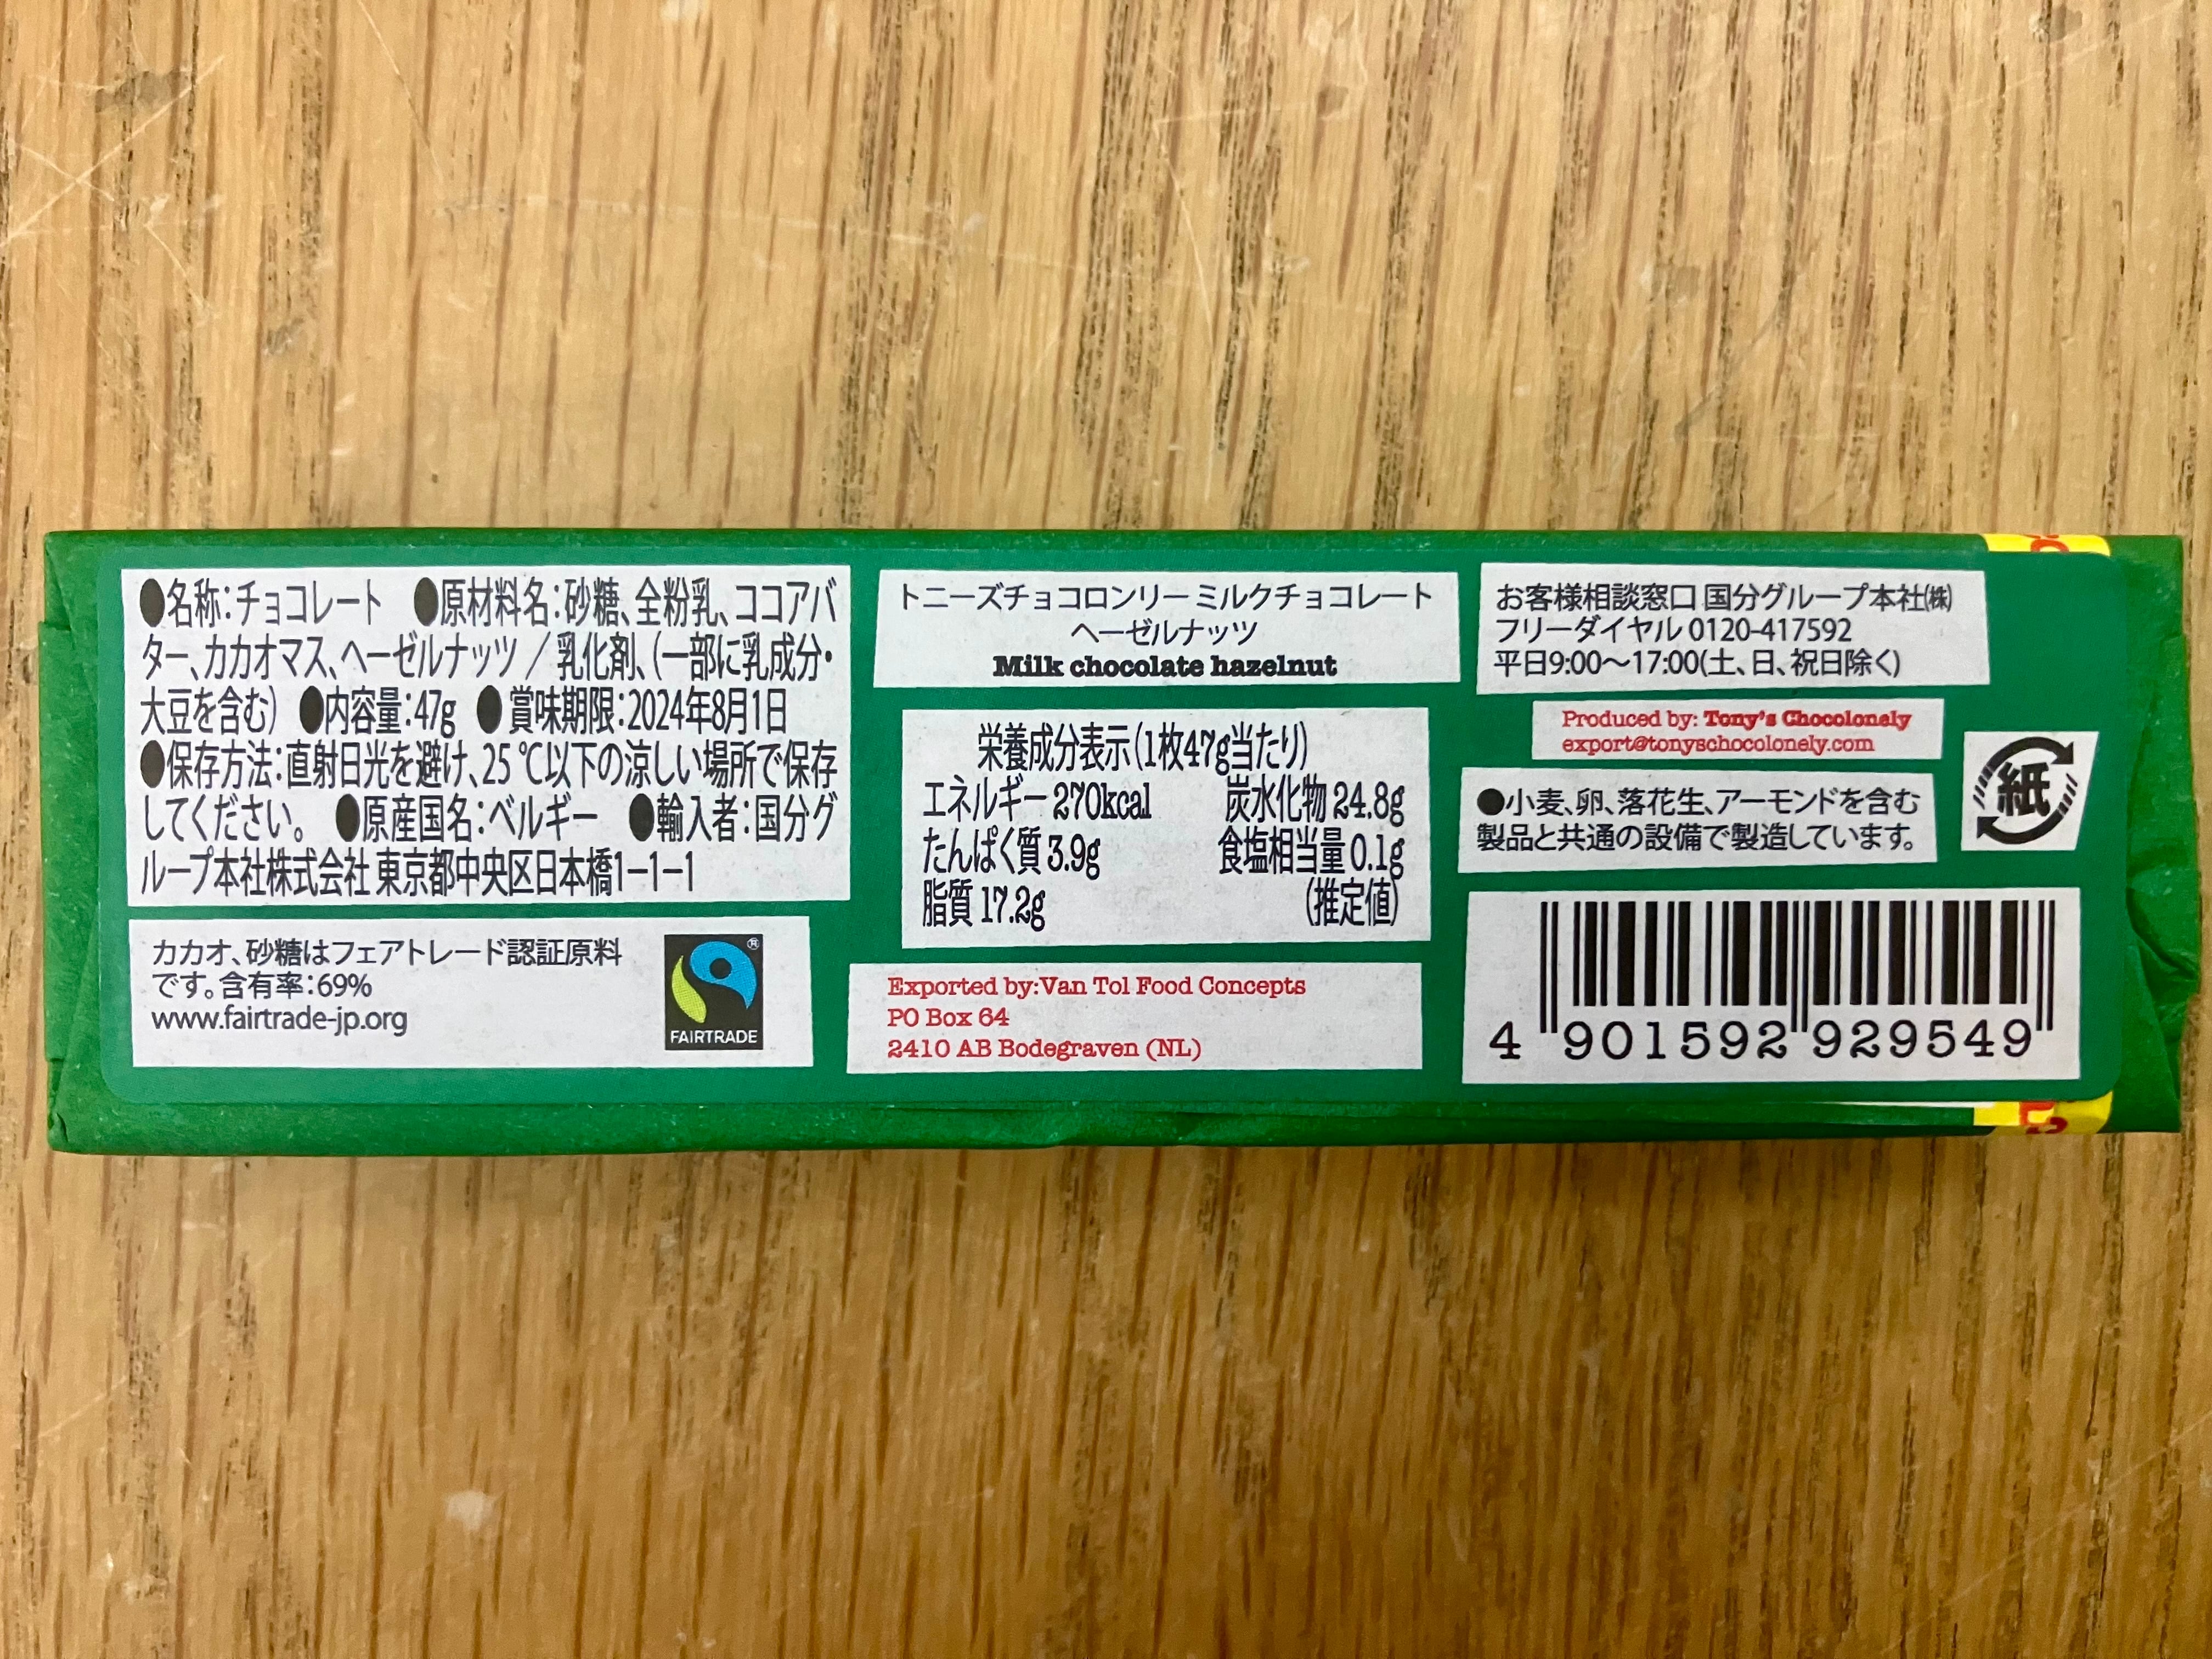 ●名称:チョコレート ●原材料名:砂糖、全粉乳、ココアバ
ター、カカオマス、ヘーゼルナッツ/乳化剤、(一部に乳成分・
大豆を含む) ●内容量:47g ●賞味期限:2024年8月1日
●保存方法:直射日光を避け、25℃以下の涼しい場所で保存
してください。 ●原産国名:ベルギー ●輸入者:国分グ
ループ本社株式会社 東京都中央区日本橋1-1-1
カカオ、砂糖はフェアトレード認証原料
です。含有率:69%
www.fairtrade-jp.org
®
FAIRTRADE
トニーズチョコロンリー ミルクチョコレート
ヘーゼルナッツ
Milk chocolate hazelnut
栄養成分表示(1枚47g当たり)
エネルギー 270kcal 炭水化物 24.8g
たんぱく質 3.9g 食塩相当量 0.1g
脂質 17.2g (推定値)
Exported by:Van Tol Food Concepts
PO Box 64
2410 AB Bodegraven (NL)
お客様相談窓口 国分グループ本社㈱
フリーダイヤル 0120-417592
平日9:00〜17:00(土、日、祝日除く)
Produced by: Tony's Chocolonely
export@tonyschocolonely.com
●小麦、卵、落花生、アーモンドを含む
製品と共通の設備で製造しています。
紙
4 901592 929549